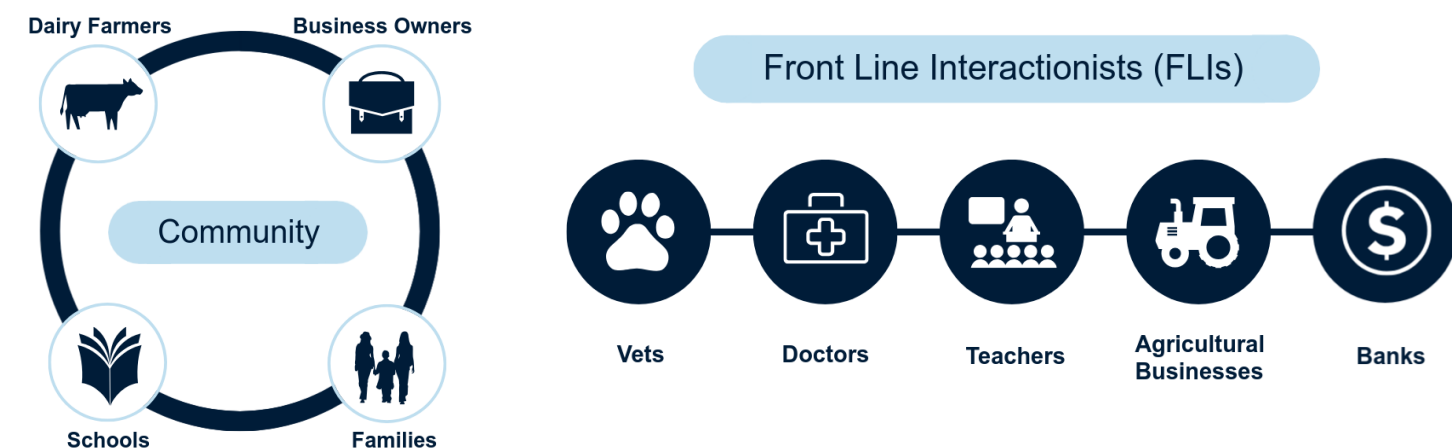 Dairy Farmers
Business Owners
Community
Schools
Families
Front Line Interactionists (FLIs)
Vets
Doctors
Teachers
Agricultural
Businesses
Banks
$